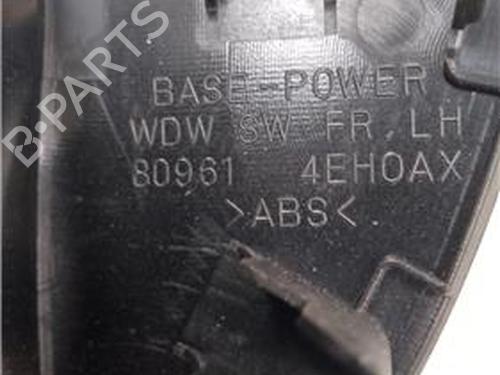 BASE-POWER
WDW SW FR LH
80961 4EH0AX
>ABS<
B-PARTS